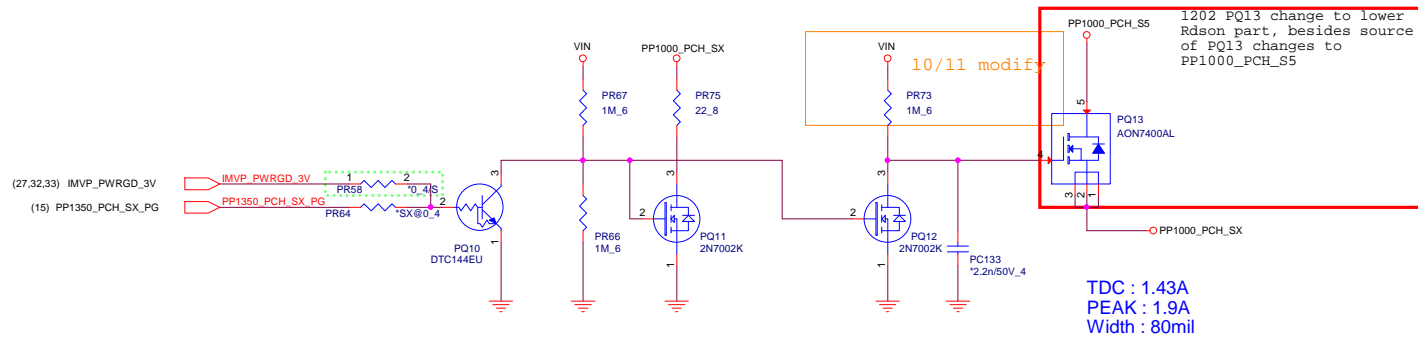 PP1000_PCH_S5
1202 PQ13 change to lower
Rdson part, besides source
of PQ13 changes to
PP1000_PCH_S5
VIN
PP1000_PCH_SX
VIN
10/11 modify
PR67
1M_6
PR75
22_8
PR73
1M_6
5
PQ13
AON7400AL
4
3
2
1
(27,32,33) IMVP_PWRGD_3V
IMVP_PWRGD_3V
1
2
PR58
*0_4/S
(15) PP1350_PCH_SX_PG
PP1350_PCH_SX_PG
PR64
*SX@0_4
2
3
1
PQ10
DTC144EU
PR66
1M_6
3
2
1
PQ11
2N7002K
3
2
1
PQ12
2N7002K
PC133
*2.2n/50V_4
PP1000_PCH_SX
TDC : 1.43A
PEAK : 1.9A
Width : 80mil